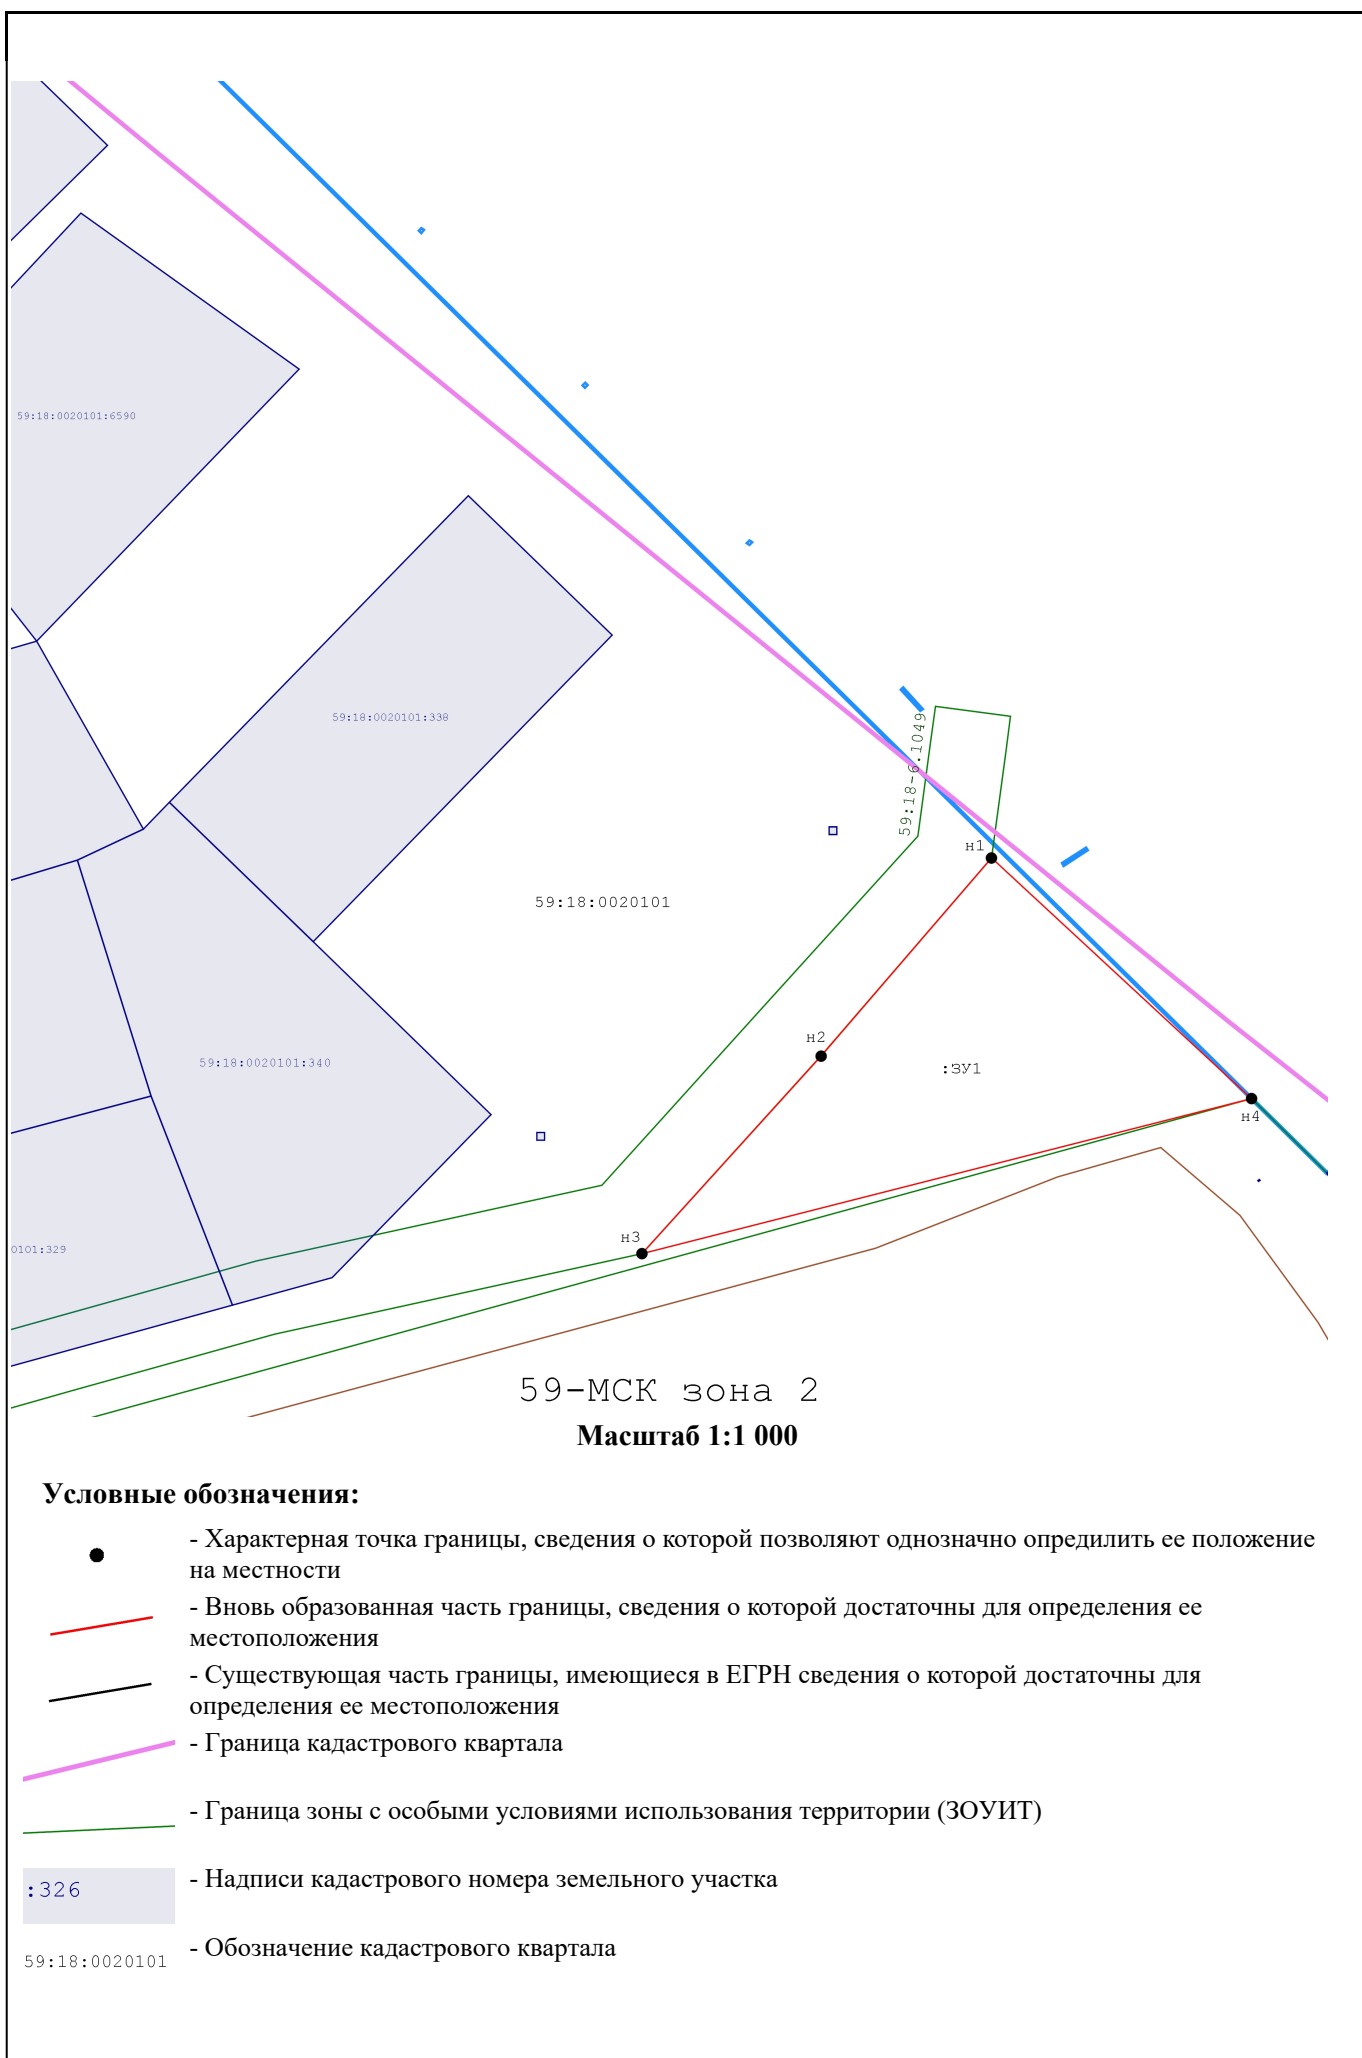 59:18:0020101:6590
59:18:0020101:338
59:18-6.1049
н1
59:18:0020101
н2
:ЗУ1
59:18:0020101:340
н4
н3
0101:329
59-МСК зона 2
Масштаб 1:1 000
Условные обозначения:
- Характерная точка границы, сведения о которой позволяют однозначно опредилить ее положение
на местности
- Вновь образованная часть границы, сведения о которой достаточны для определения ее
местоположения
- Существующая часть границы, имеющиеся в ЕГРН сведения о которой достаточны для
определения ее местоположения
- Граница кадастрового квартала
- Граница зоны с особыми условиями использования территории (ЗОУИТ)
:326 - Надписи кадастрового номера земельного участка
59:18:0020101 - Обозначение кадастрового квартала